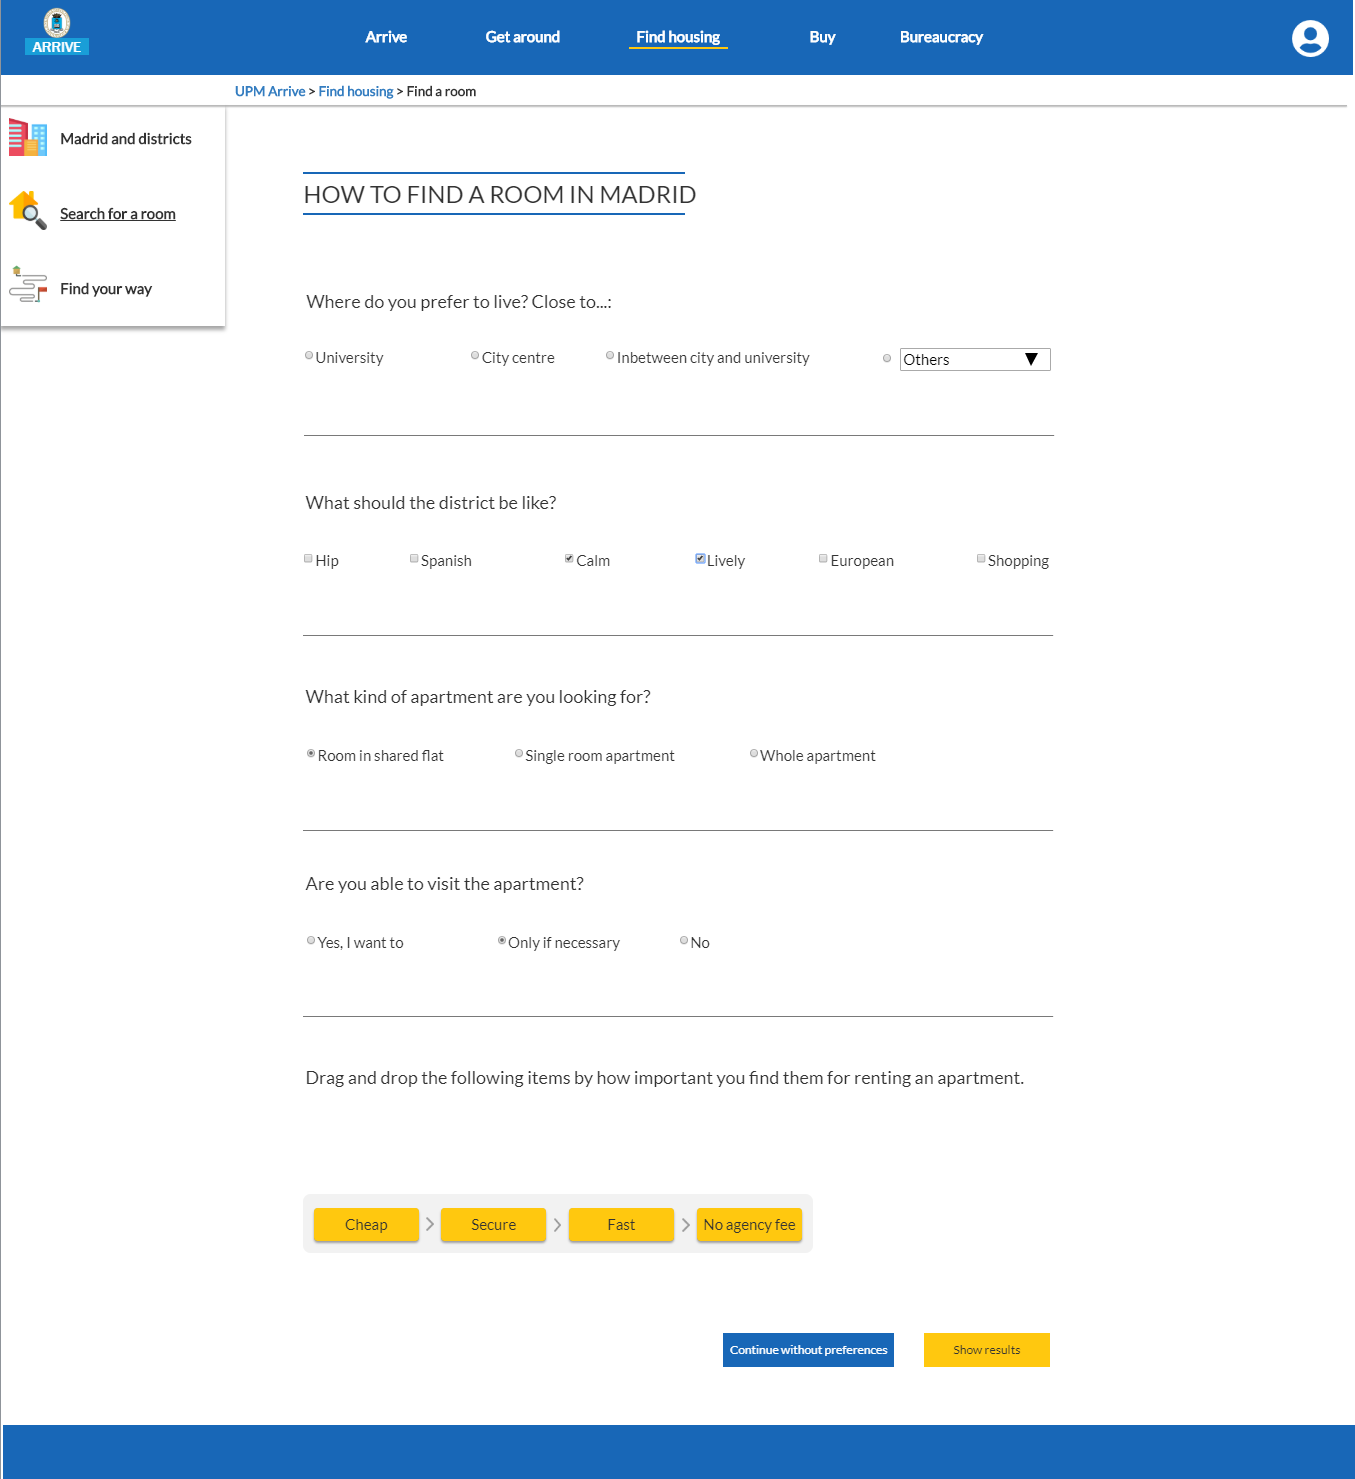 ARRIVE
Arrive
Get around
Find housing
Buy
Bureaucracy
UPM Arrive > Find housing > Find a room
Madrid and districts
Search for a room
Find your way
HOW TO FIND A ROOM IN MADRID
Where do you prefer to live? Close to...:
University
City centre
Inbetween city and university
Others
What should the district be like?
Hip
Spanish
Calm
Lively
European
Shopping
What kind of apartment are you looking for?
Room in shared flat
Single room apartment
Whole apartment
Are you able to visit the apartment?
Yes, I want to
Only if necessary
No
Drag and drop the following items by how important you find them for renting an apartment.
Cheap
Secure
Fast
No agency fee
Continue without preferences
Show results